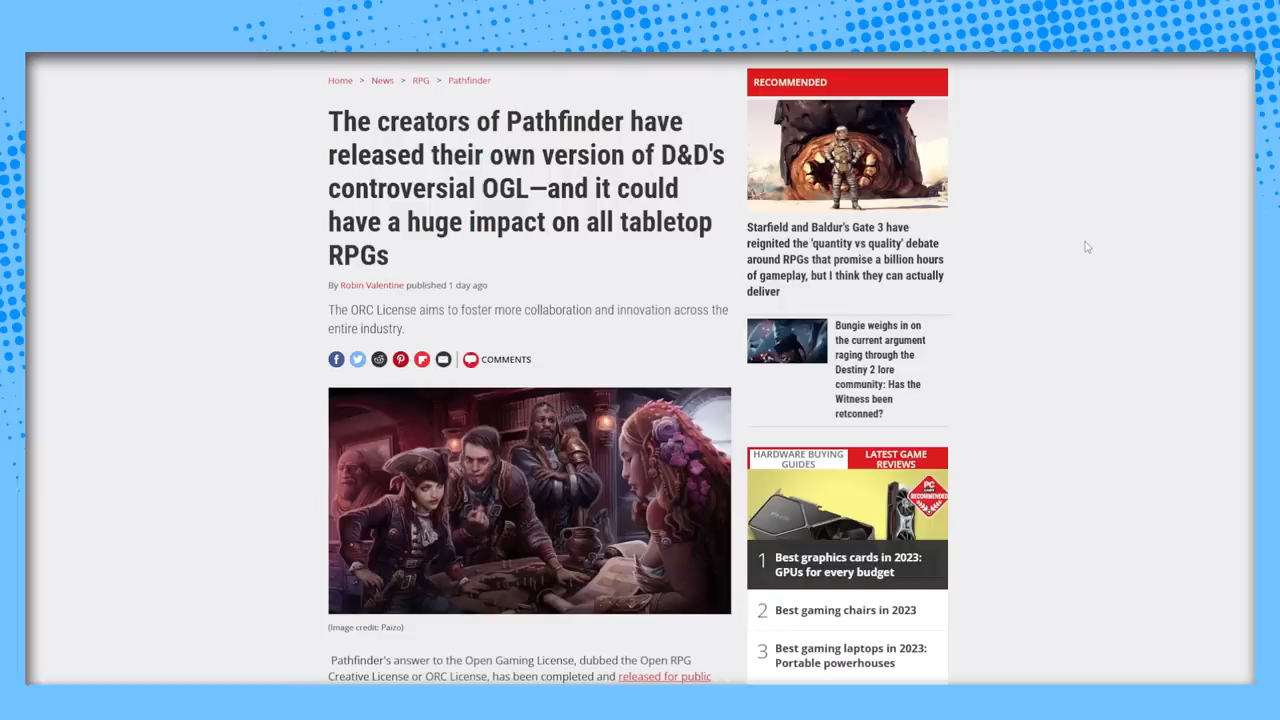 Home > News > RPG > Pathfinder
The creators of Pathfinder have
released their own version of D&D's
controversial OGL—and it could
have a huge impact on all tabletop
RPGs
By Robin Valentine published 1 day ago
The ORC License aims to foster more collaboration and innovation across the
entire industry.
COMMENTS
(Image credit: Paizo)
Pathfinder's answer to the Open Gaming License, dubbed the Open RPG
Creative License or ORC License, has been completed and released for public
RECOMMENDED
Starfield and Baldur's Gate 3 have
reignited the 'quantity vs quality' debate
around RPGs that promise a billion hours
of gameplay, but I think they can actually
deliver
Bungie weighs in on
the current argument
raging through the
Destiny 2 lore
community: Has the
Witness been
retconned?
HARDWARE BUYING
GUIDES
LATEST GAME
REVIEWS
PC
RECOMMENDED
1 Best graphics cards in 2023:
GPUs for every budget
2 Best gaming chairs in 2023
3 Best gaming laptops in 2023:
Portable powerhouses